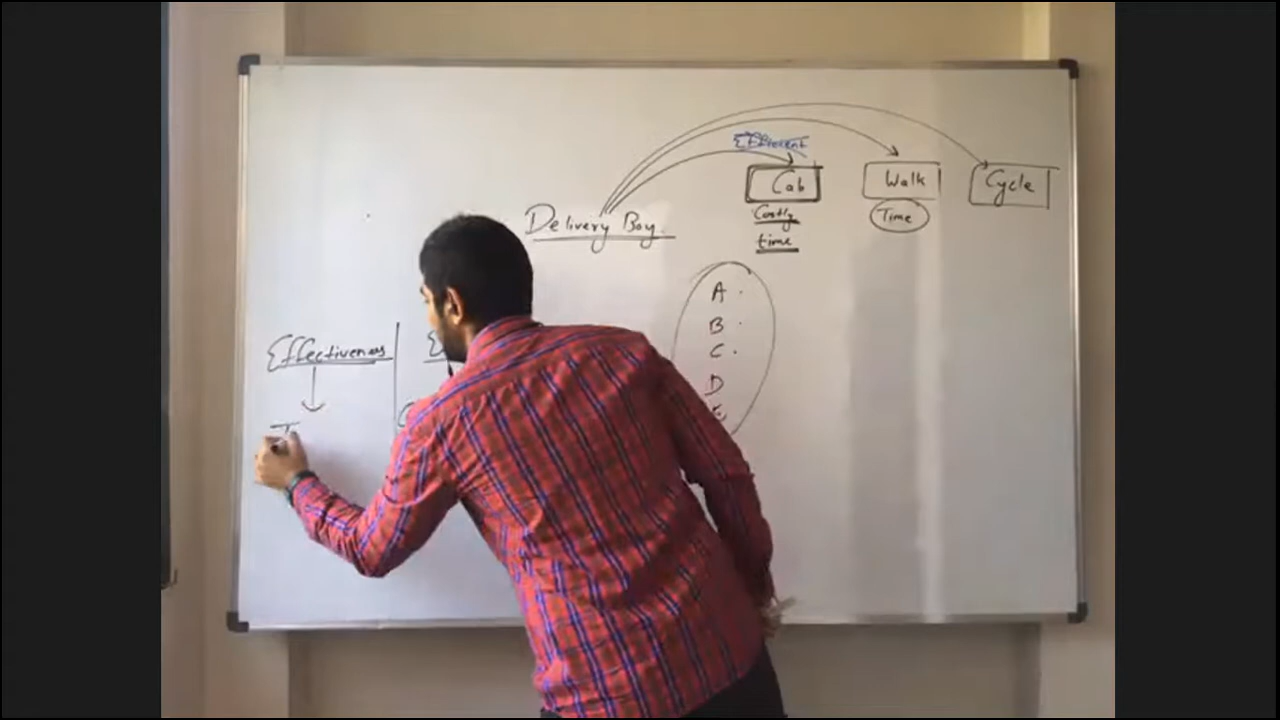 Efficient
Cab
Walk
Cycle
Costly
time
Time
Delivery Boy.
A
B
C
D
E
Effectiveness